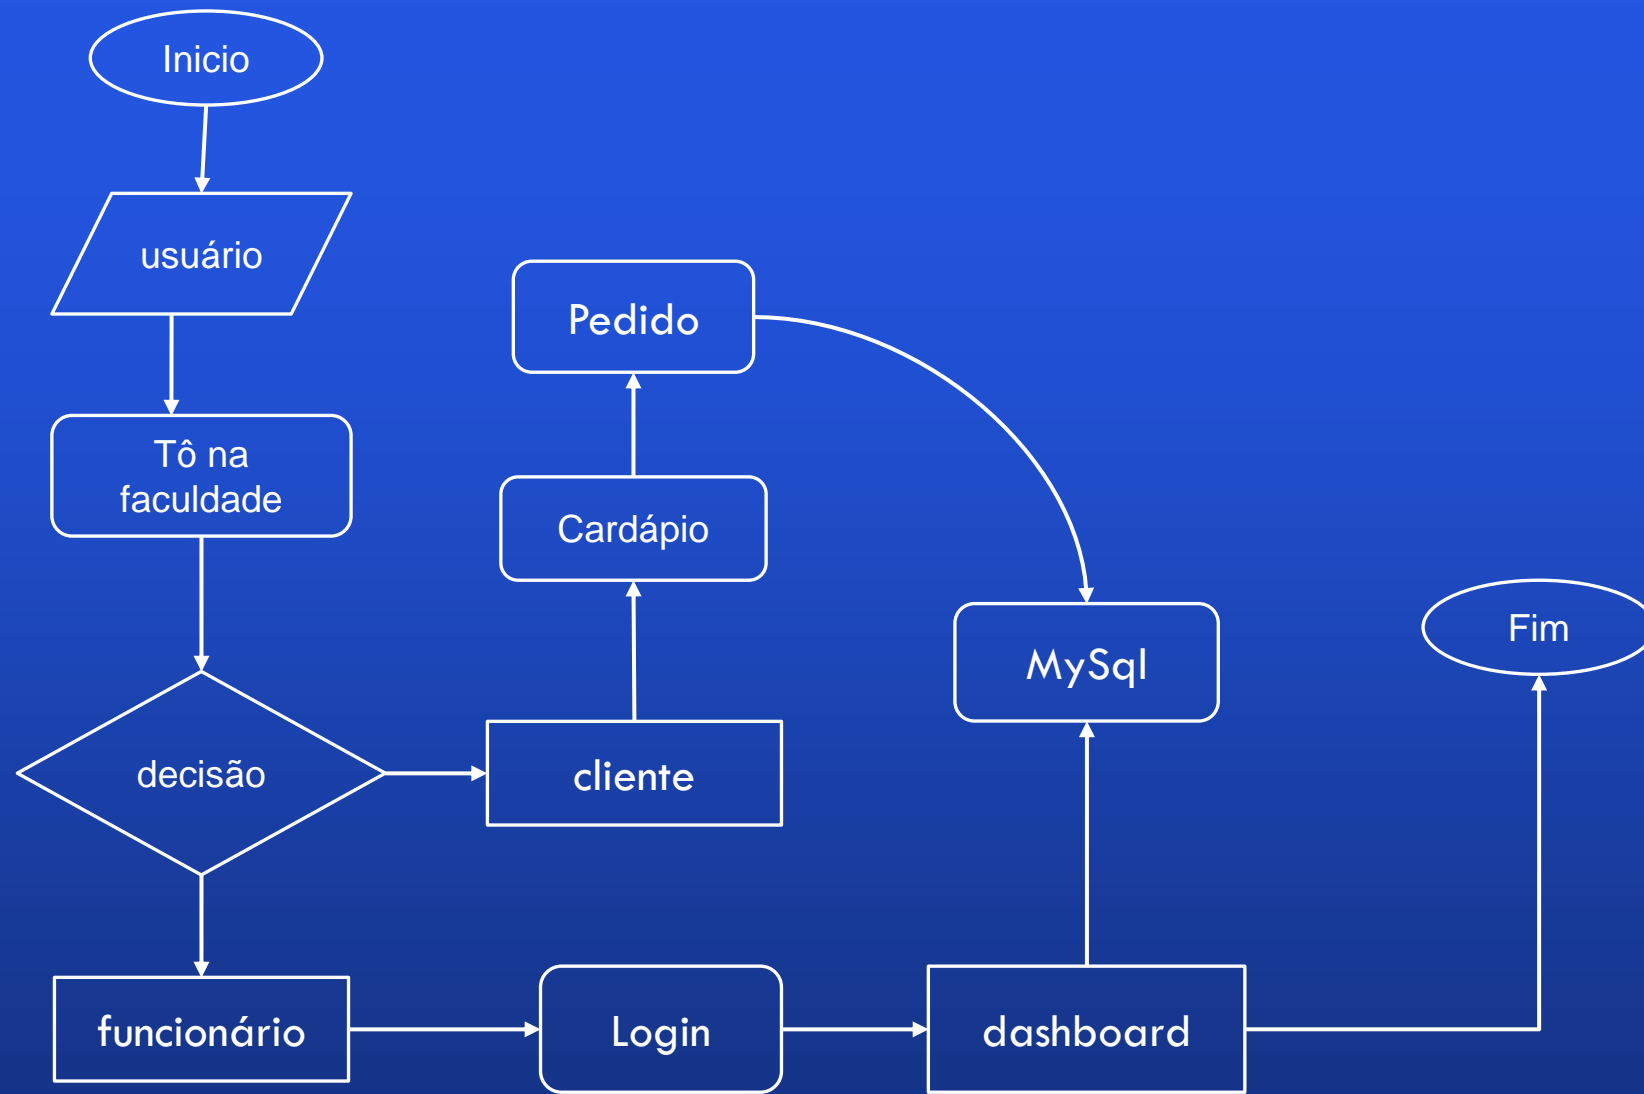 Inicio
usuário
Tô na
faculdade
decisão
funcionário
cliente
Cardápio
Pedido
Login
dashboard
MySql
Fim